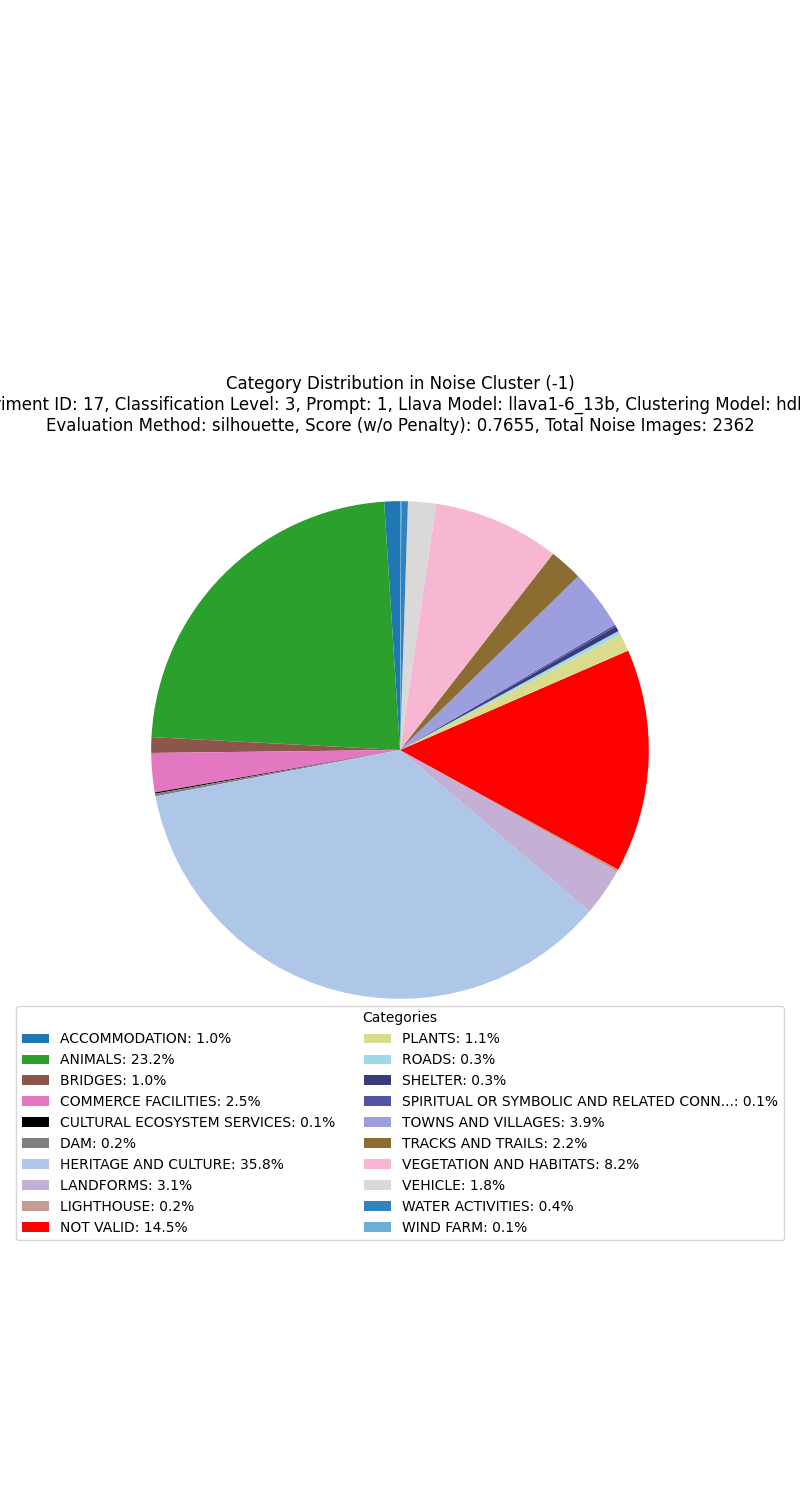 Category Distribution in Noise Cluster (-1)
ID: 17, Classification Level: 3, Prompt: 1, Llava Model: llava1-6_13b, Clustering Model:
Evaluation Method: silhouette, Score (w/o Penalty): 0.7655, Total Noise Images: 2362
Categories
ACCOMMODATION: 1.0%
ANIMALS: 23.2%
BRIDGES: 1.0%
COMMERCE FACILITIES: 2.5%
CULTURAL ECOSYSTEM SERVICES: 0.1%
DAM: 0.2%
HERITAGE AND CULTURE: 35.8%
LANDFORMS: 3.1%
LIGHTHOUSE: 0.2%
NOT VALID: 14.5%
PLANTS: 1.1%
ROADS: 0.3%
SHELTER: 0.3%
SPIRITUAL OR SYMBOLIC AND RELATED CONN...: 0.1%
TOWNS AND VILLAGES: 3.9%
TRACKS AND TRAILS: 2.2%
VEGETATION AND HABITATS: 8.2%
VEHICLE: 1.8%
WATER ACTIVITIES: 0.4%
WIND FARM: 0.1%